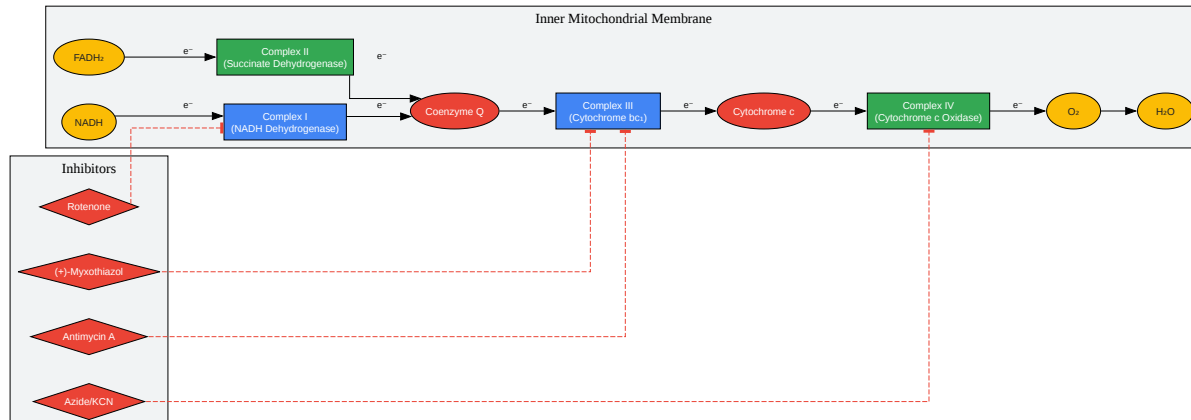 Inner Mitochondrial Membrane
FADH₂
e⁻
Complex II
(Succinate Dehydrogenase)
e⁻
NADH
e⁻
Complex I
(NADH Dehydrogenase)
e⁻
Coenzyme Q
e⁻
Complex III
(Cytochrome bc₁)
e⁻
Cytochrome c
e⁻
Complex IV
(Cytochrome c Oxidase)
e⁻
O₂
H₂O
Inhibitors
Rotenone
(+)-Myxothiazol
Antimycin A
Azide/KCN